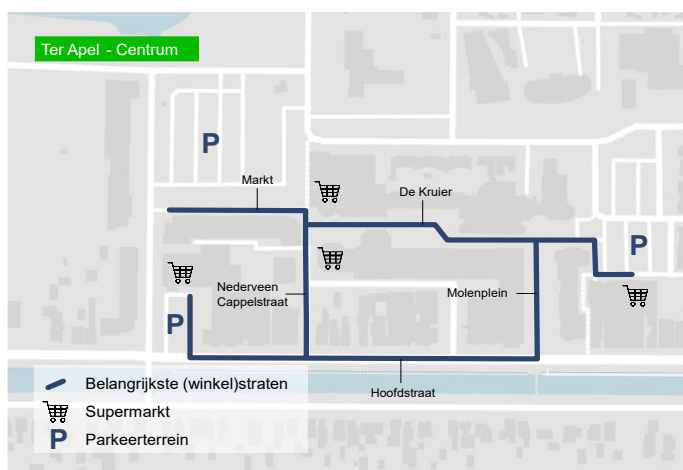 Ter Apel - Centrum
P
Markt
De Kruier
P
Nederveen
Cappelstraat
Molenplein
P
Hoofdstraat
Belangrijkste (winkel)straten
Supermarkt
P Parkeerterrein